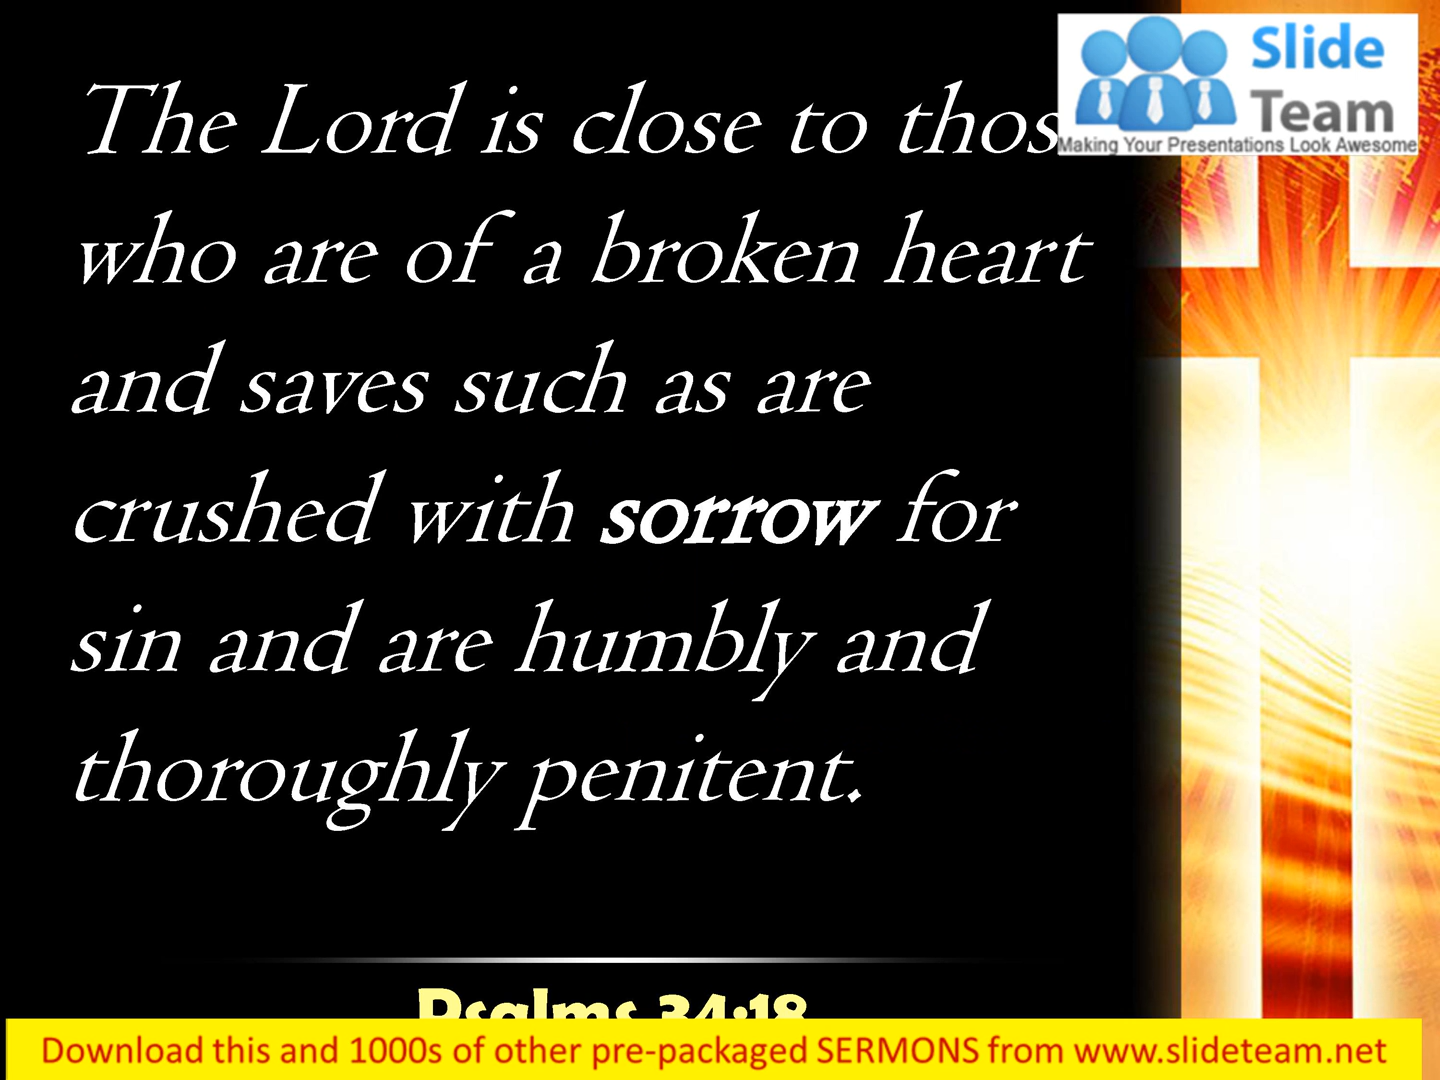 The Lord is close to thos
who are of a broken heart
and saves such as are
crushed with sorrow for
sin and are humbly and
thoroughly penitent.
Psalms 34:18
Slide
Team
Making Your Presentations Look Awesome
Download this and 1000s of other pre-packaged SERMONS from www.slideteam.net